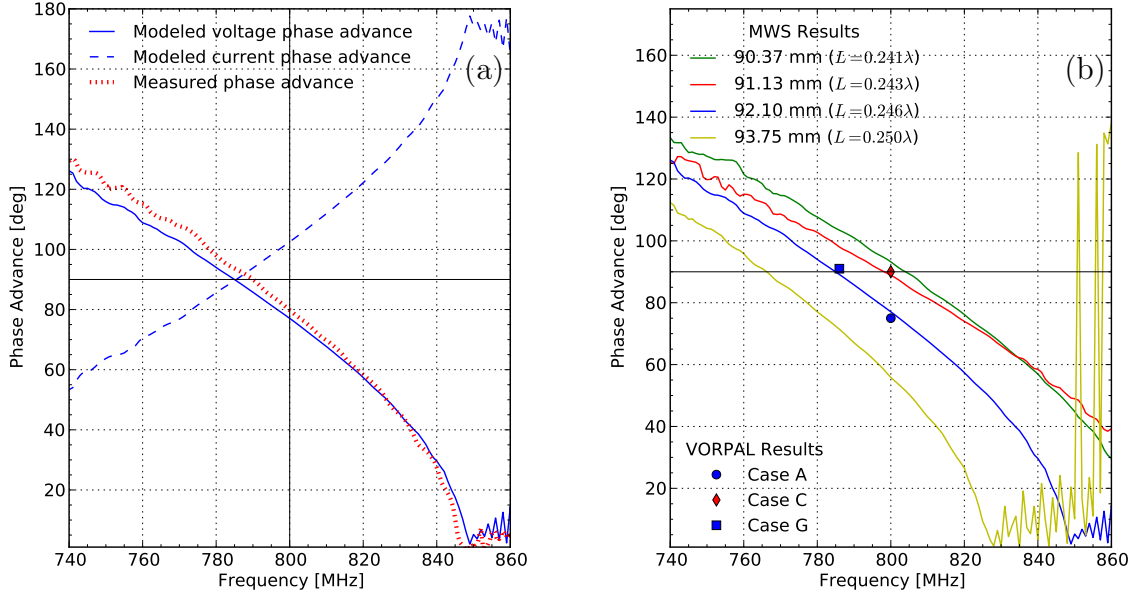 Modeled voltage phase advance
Modeled current phase advance
Measured phase advance
(a)
180
160
140
120
100
80
60
40
20
Phase Advance [deg]
740
760
780
800
820
840
860
Frequency [MHz]
MWS Results
90.37 mm (L=0.241λ)
91.13 mm (L=0.243λ)
92.10 mm (L=0.246λ)
93.75 mm (L=0.250λ)
(b)
160
140
120
100
80
60
40
20
Phase Advance [deg]
VORPAL Results
Case A
Case C
Case G
740
760
780
800
820
840
860
Frequency [MHz]